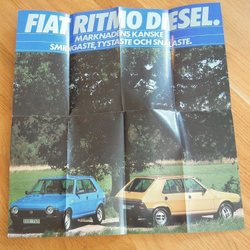 FIAT RITMO DIESEL.
MARKNADENS KANSKE
SMIDIGASTE, TYSTASTE OCH SNÅLASTE.